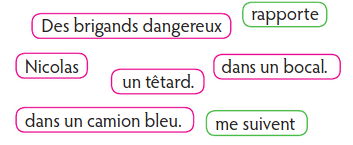 Des brigands dangereux
rapporte
Nicolas
un têtard.
dans un bocal.
dans un camion bleu.
me suivent